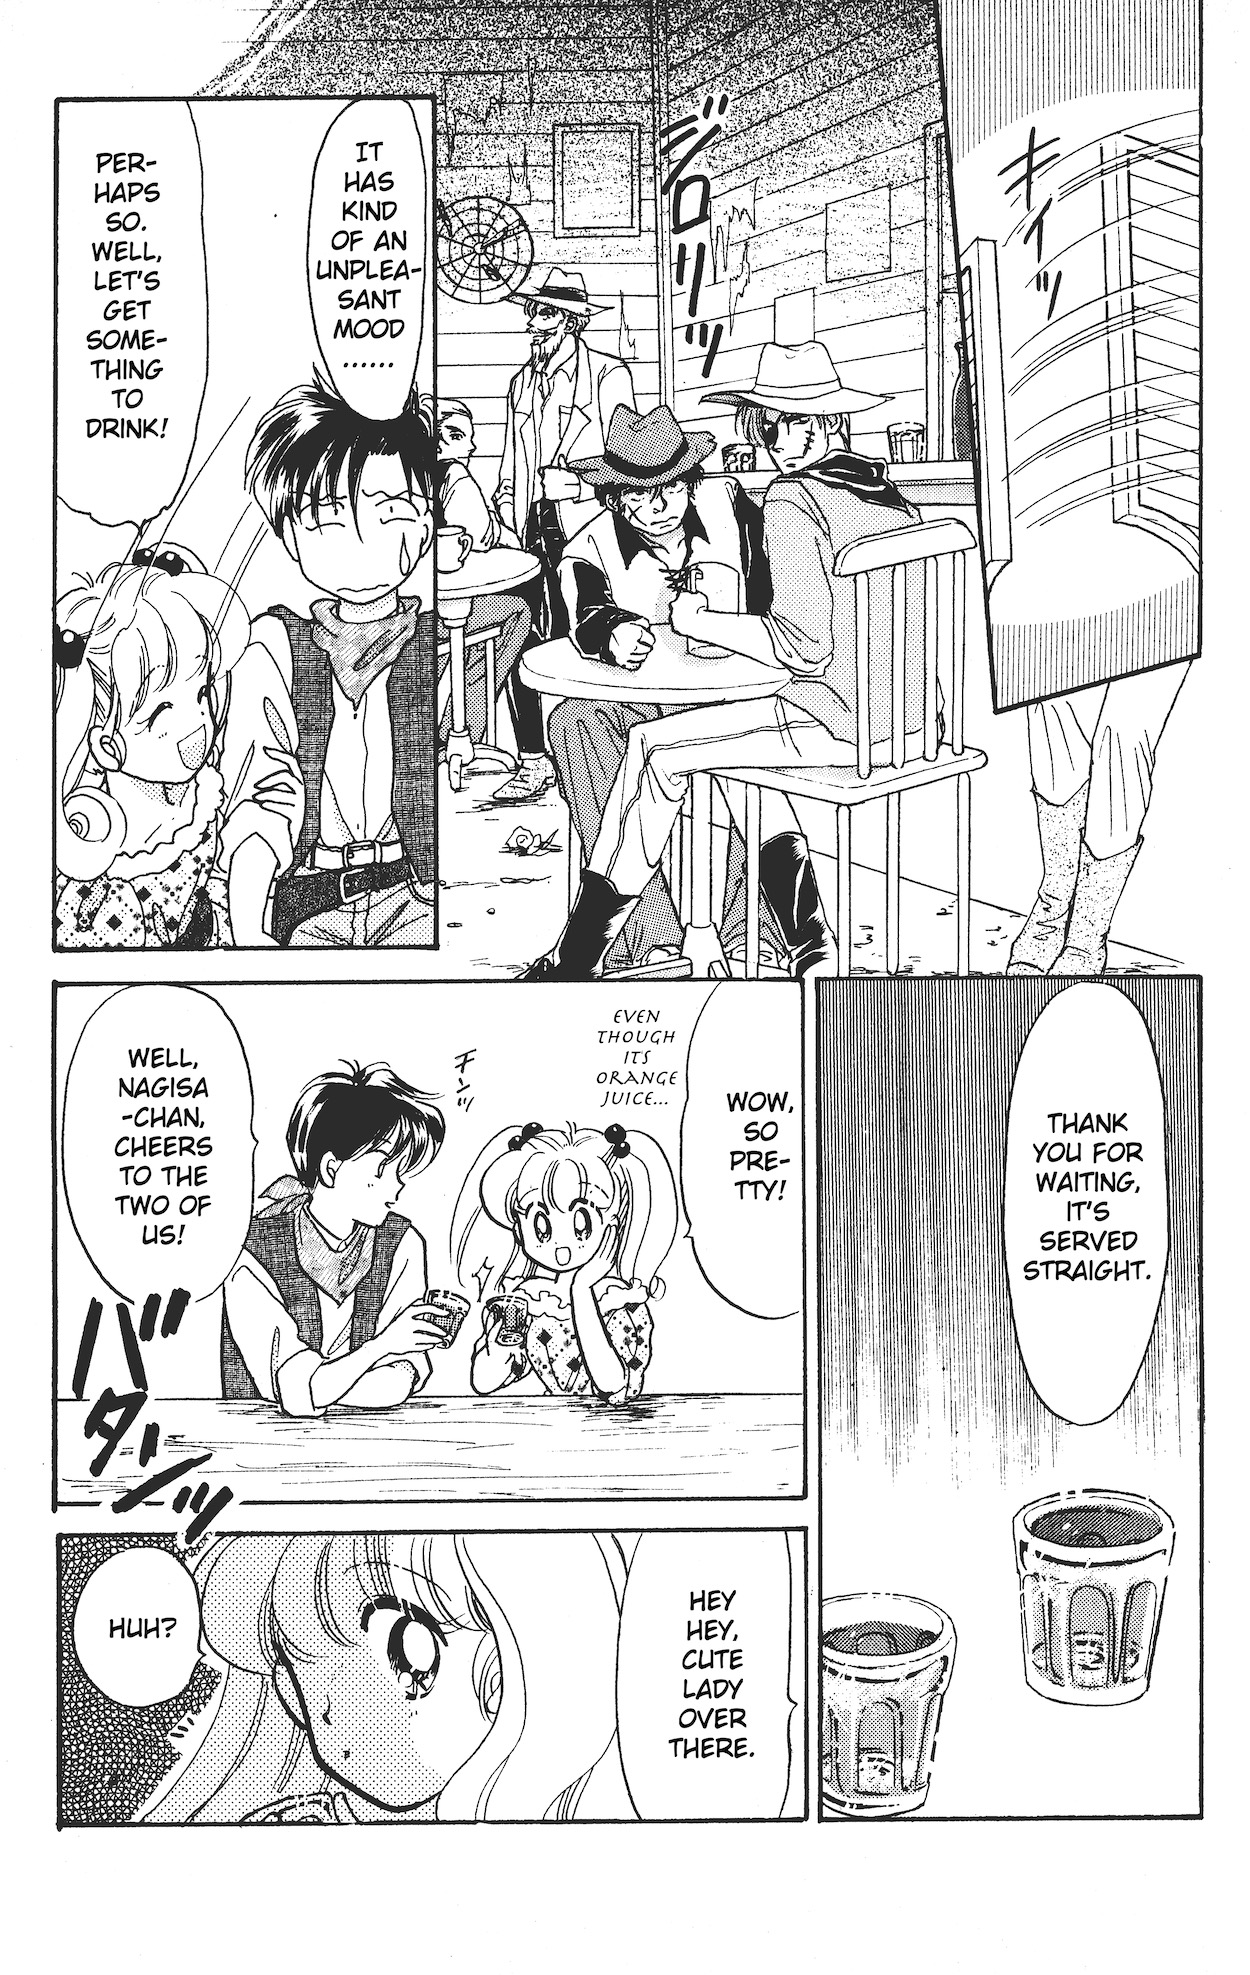 キィッ
ジロリッ
IT
HAS
KIND
OF AN
UNPLEA-
SANT
MOOD
......
PER-
HAPS
SO.
WELL,
LET'S
GET
SOME-
THING
TO
DRINK!
THANK
YOU FOR
WAITING,
IT'S
SERVED
STRAIGHT.
WOW,
SO
PRE-
TTY!
EVEN
THOUGH
ITS
ORANGE
JUICE...
チンッ
WELL,
NAGISA
-CHAN,
CHEERS
TO THE
TWO OF
US!
バタンッ
HEY
HEY,
CUTE
LADY
OVER
THERE.
HUH?